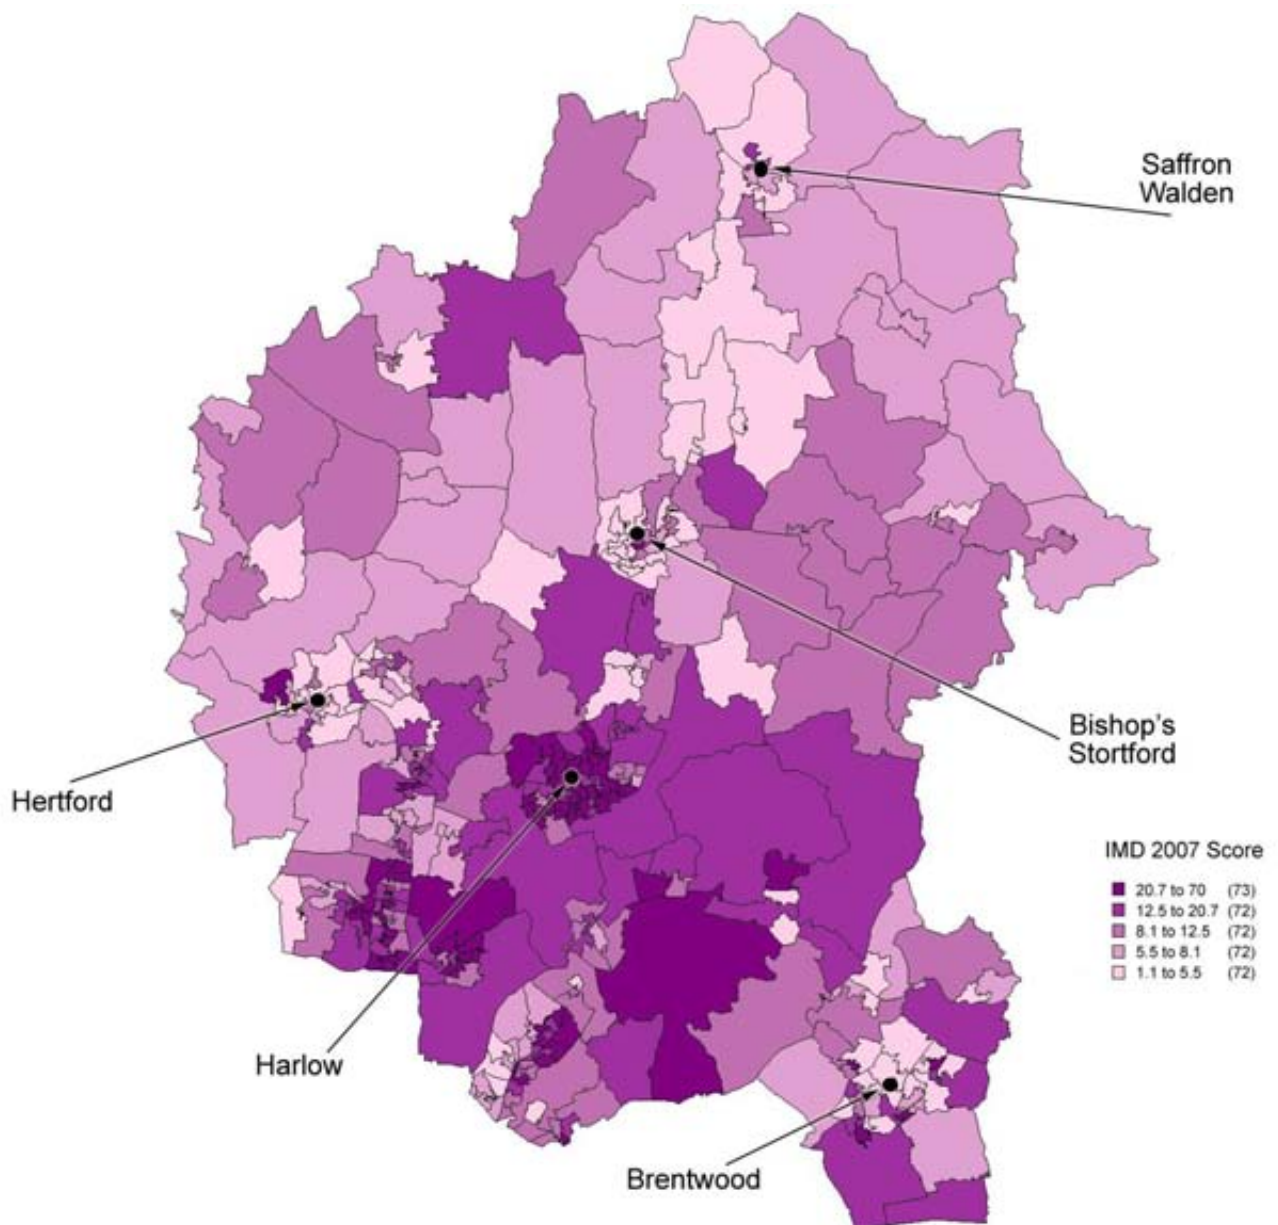 Saffron
Walden
Bishop's
Stortford
Hertford
IMD 2007 Score
20.7 to 70 (73)
12.5 to 20.7 (72)
8.1 to 12.5 (72)
5.5 to 8.1 (72)
1.1 to 5.5 (72)
Harlow
Brentwood